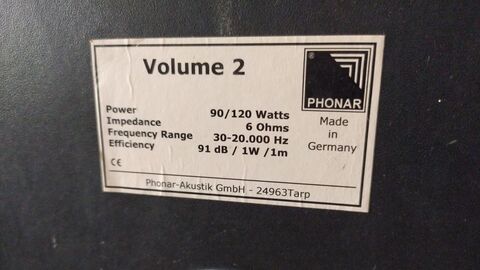 Volume 2
®
PHONAR
Power 90/120 Watts
Impedance 6 Ohms
Frequency Range 30-20.000 Hz
Efficiency 91 dB / 1W /1m
Made
in
Germany
CE
Phonar-Akustik GmbH - 24963Tarp